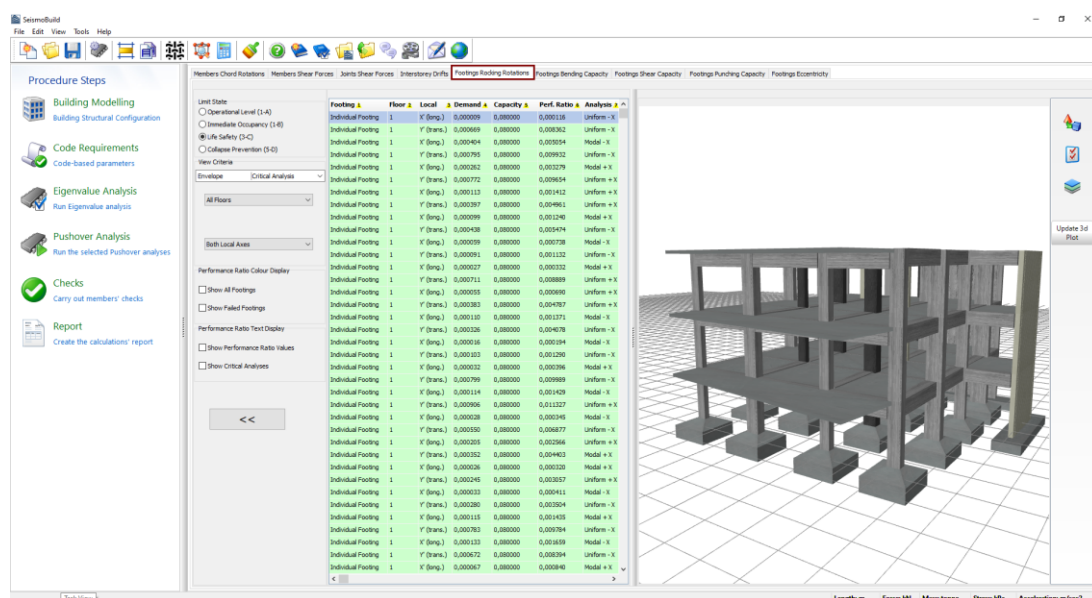 SeismoBuild
File Edit View Tools Help
Procedure Steps
Building Modelling
Building Structural Configuration
Code Requirements
Code-based parameters
Eigenvalue Analysis
Run Eigenvalue analysis
Pushover Analysis
Run the selected Pushover analyses
Checks
Carry out members' checks
Report
Create the calculations' report
Members Chord Rotations Members Shear Forces Joints Shear Forces Interstorey Drifts Footings Rocking Rotations Footings Bending Capacity Footings Shear Capacity Footings Punching Capacity Footings Eccentricity
Limit State
Operational Level (1-A)
Immediate Occupancy (1-B)
Life Safety (3-C)
Collapse Prevention (5-D)
View Criteria
Envelope Critical Analysis
All Floors
Both Local Axes
Performance Ratio Colour Display
Show All Footings
Show Failed Footings
Performance Ratio Text Display
Show Performance Ratio Values
Show Critical Analyses
<<
Footing 1 Floor 2 Local 3 Demand 4 Capacity 5 Perf. Ratio 6 Analysis 7
Individual Footing 1 X' (long.) 0,000009 0,080000 0,000116 Uniform - X
Individual Footing 1 Y' (trans.) 0,000669 0,080000 0,008362 Uniform - X
Individual Footing 1 X' (long.) 0,000404 0,080000 0,005054 Modal - X
Individual Footing 1 Y' (trans.) 0,000795 0,080000 0,009932 Uniform - X
Individual Footing 1 X' (long.) 0,000262 0,080000 0,003279 Modal + X
Individual Footing 1 Y' (trans.) 0,000772 0,080000 0,009654 Uniform - X
Individual Footing 1 X' (long.) 0,000113 0,080000 0,001412 Uniform - X
Individual Footing 1 Y' (trans.) 0,000397 0,080000 0,004961 Uniform + X
Individual Footing 1 X' (long.) 0,000099 0,080000 0,001240 Modal + X
Individual Footing 1 Y' (trans.) 0,000438 0,080000 0,005474 Uniform - X
Individual Footing 1 X' (long.) 0,000059 0,080000 0,000738 Modal - X
Individual Footing 1 Y' (trans.) 0,000091 0,080000 0,001132 Uniform - X
Individual Footing 1 X' (long.) 0,000027 0,080000 0,000332 Modal + X
Individual Footing 1 Y' (trans.) 0,000711 0,080000 0,008889 Uniform + X
Individual Footing 1 X' (long.) 0,000055 0,080000 0,000690 Uniform + X
Individual Footing 1 Y' (trans.) 0,000383 0,080000 0,004787 Uniform + X
Individual Footing 1 X' (long.) 0,000110 0,080000 0,001371 Modal - X
Individual Footing 1 Y' (trans.) 0,000326 0,080000 0,004078 Uniform - X
Individual Footing 1 X' (long.) 0,000016 0,080000 0,000194 Modal - X
Individual Footing 1 Y' (trans.) 0,000103 0,080000 0,001290 Uniform - X
Individual Footing 1 X' (long.) 0,000032 0,080000 0,000396 Modal + X
Individual Footing 1 Y' (trans.) 0,000799 0,080000 0,009989 Uniform - X
Individual Footing 1 X' (long.) 0,000114 0,080000 0,001429 Modal - X
Individual Footing 1 Y' (trans.) 0,000906 0,080000 0,011327 Uniform + X
Individual Footing 1 X' (long.) 0,000028 0,080000 0,000345 Modal - X
Individual Footing 1 Y' (trans.) 0,000550 0,080000 0,006877 Uniform - X
Individual Footing 1 X' (long.) 0,000205 0,080000 0,002566 Modal + X
Individual Footing 1 Y' (trans.) 0,000352 0,080000 0,004403 Modal + X
Individual Footing 1 X' (long.) 0,000026 0,080000 0,000320 Modal - X
Individual Footing 1 Y' (trans.) 0,000245 0,080000 0,003057 Uniform + X
Individual Footing 1 X' (long.) 0,000033 0,080000 0,000411 Modal - X
Individual Footing 1 Y' (trans.) 0,000280 0,080000 0,003504 Uniform - X
Individual Footing 1 X' (long.) 0,000115 0,080000 0,001435 Modal + X
Individual Footing 1 Y' (trans.) 0,000783 0,080000 0,009784 Uniform - X
Individual Footing 1 X' (long.) 0,000133 0,080000 0,001659 Modal - X
Individual Footing 1 Y' (trans.) 0,000672 0,080000 0,008394 Uniform - X
Individual Footing 1 X' (long.) 0,000067 0,080000 0,000840 Modal + X
Update 3d
Plot